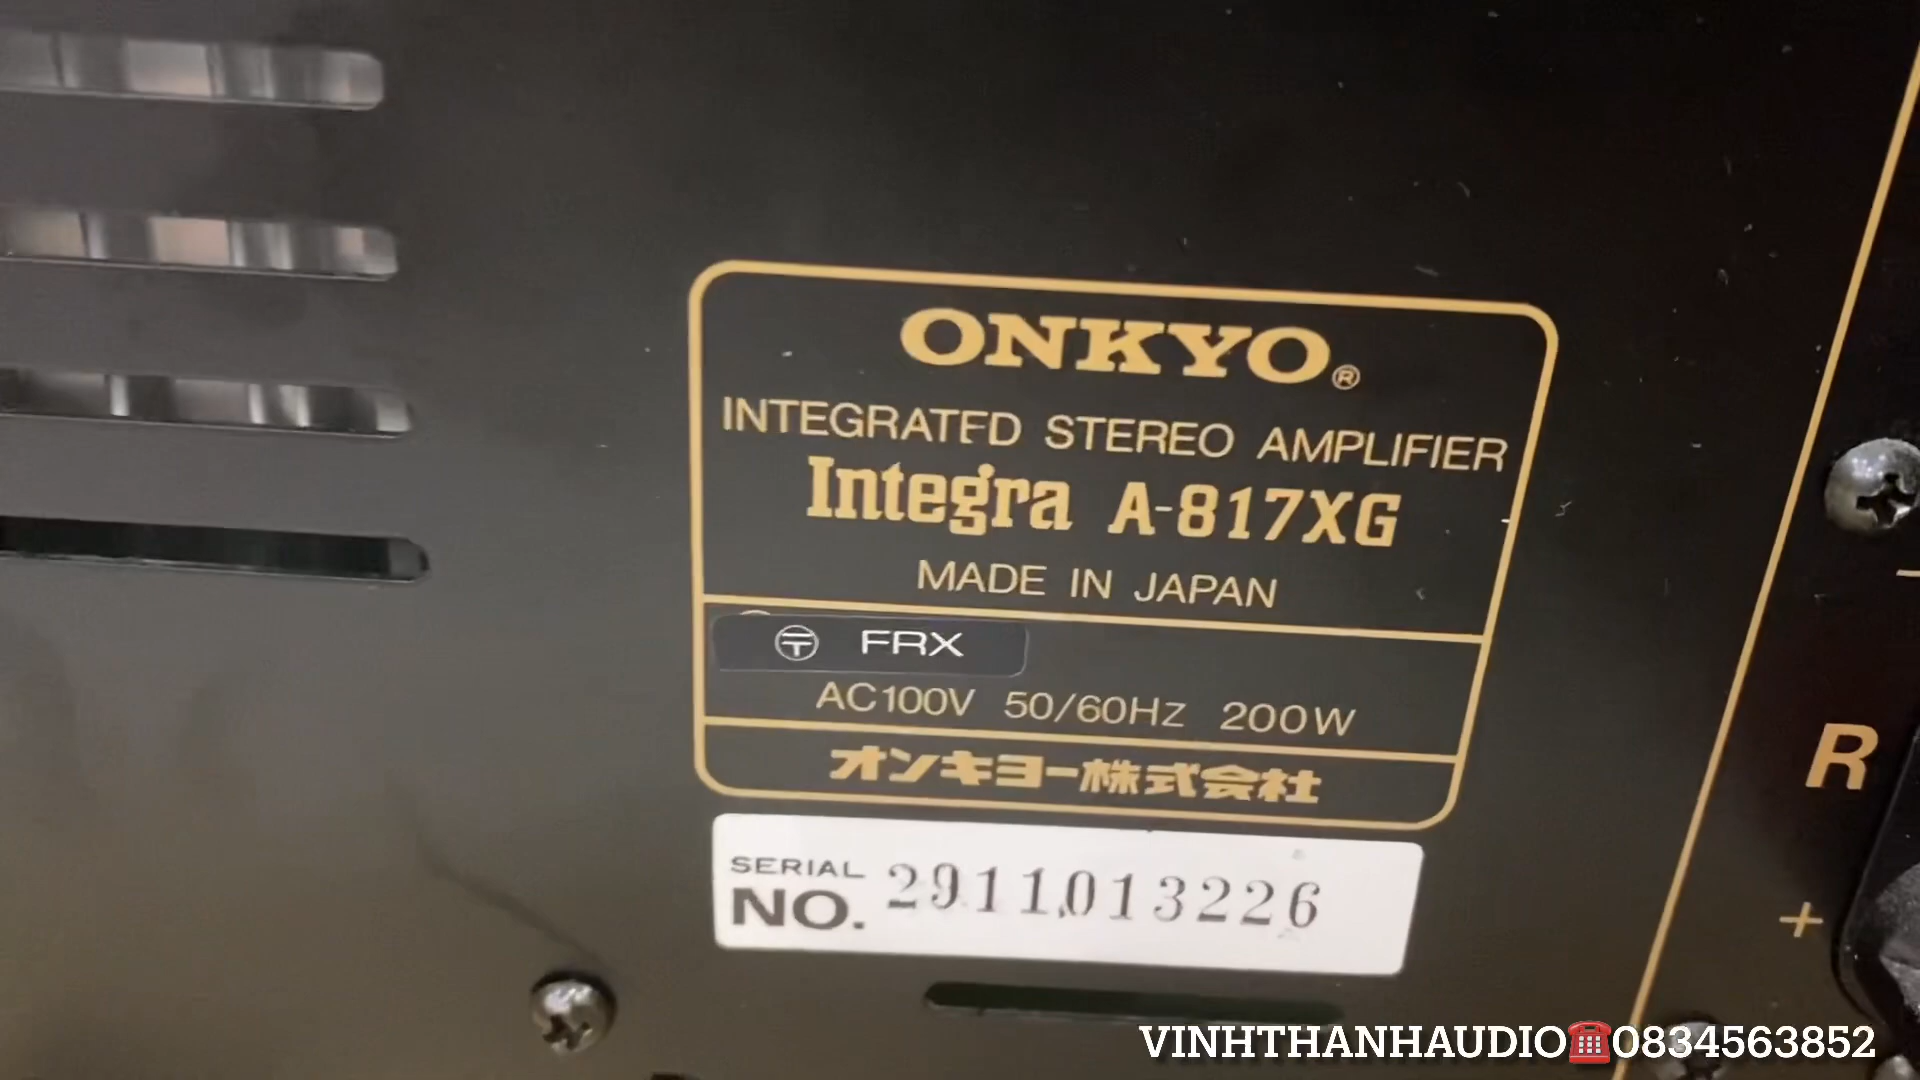 ONKYO®
INTEGRATED STEREO AMPLIFIER
Integra A-817XG
MADE IN JAPAN
〶 FRX
AC100V 50/60Hz 200W
オンキヨー株式会社
SERIAL NO. 2911013226
R
+
VINHTHANHAUDIO☎️0834563852